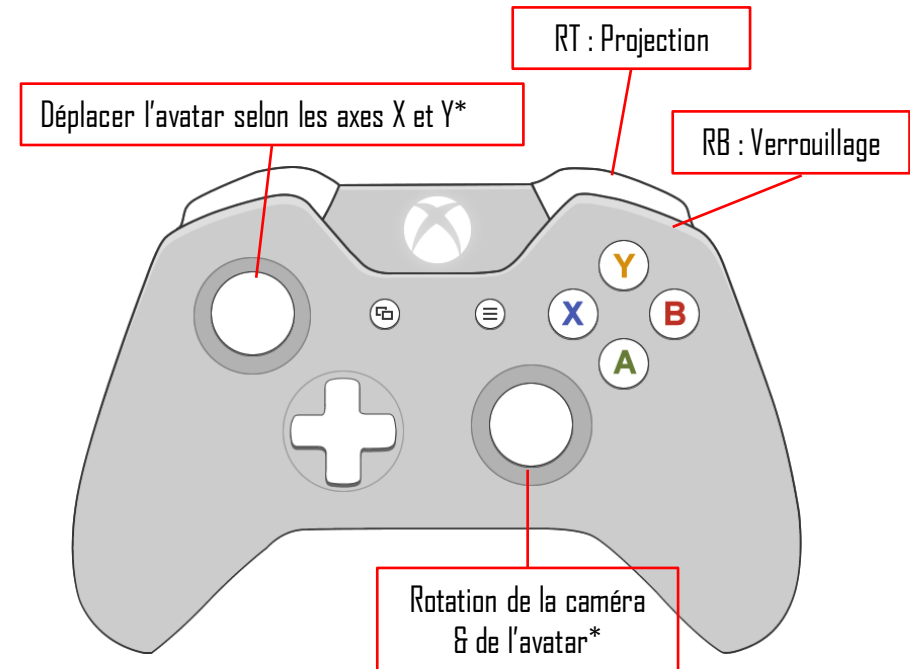 RT : Projection
Déplacer l'avatar selon les axes X et Y*
RB : Verrouillage
Y
X
B
A
Rotation de la caméra
& de l'avatar*